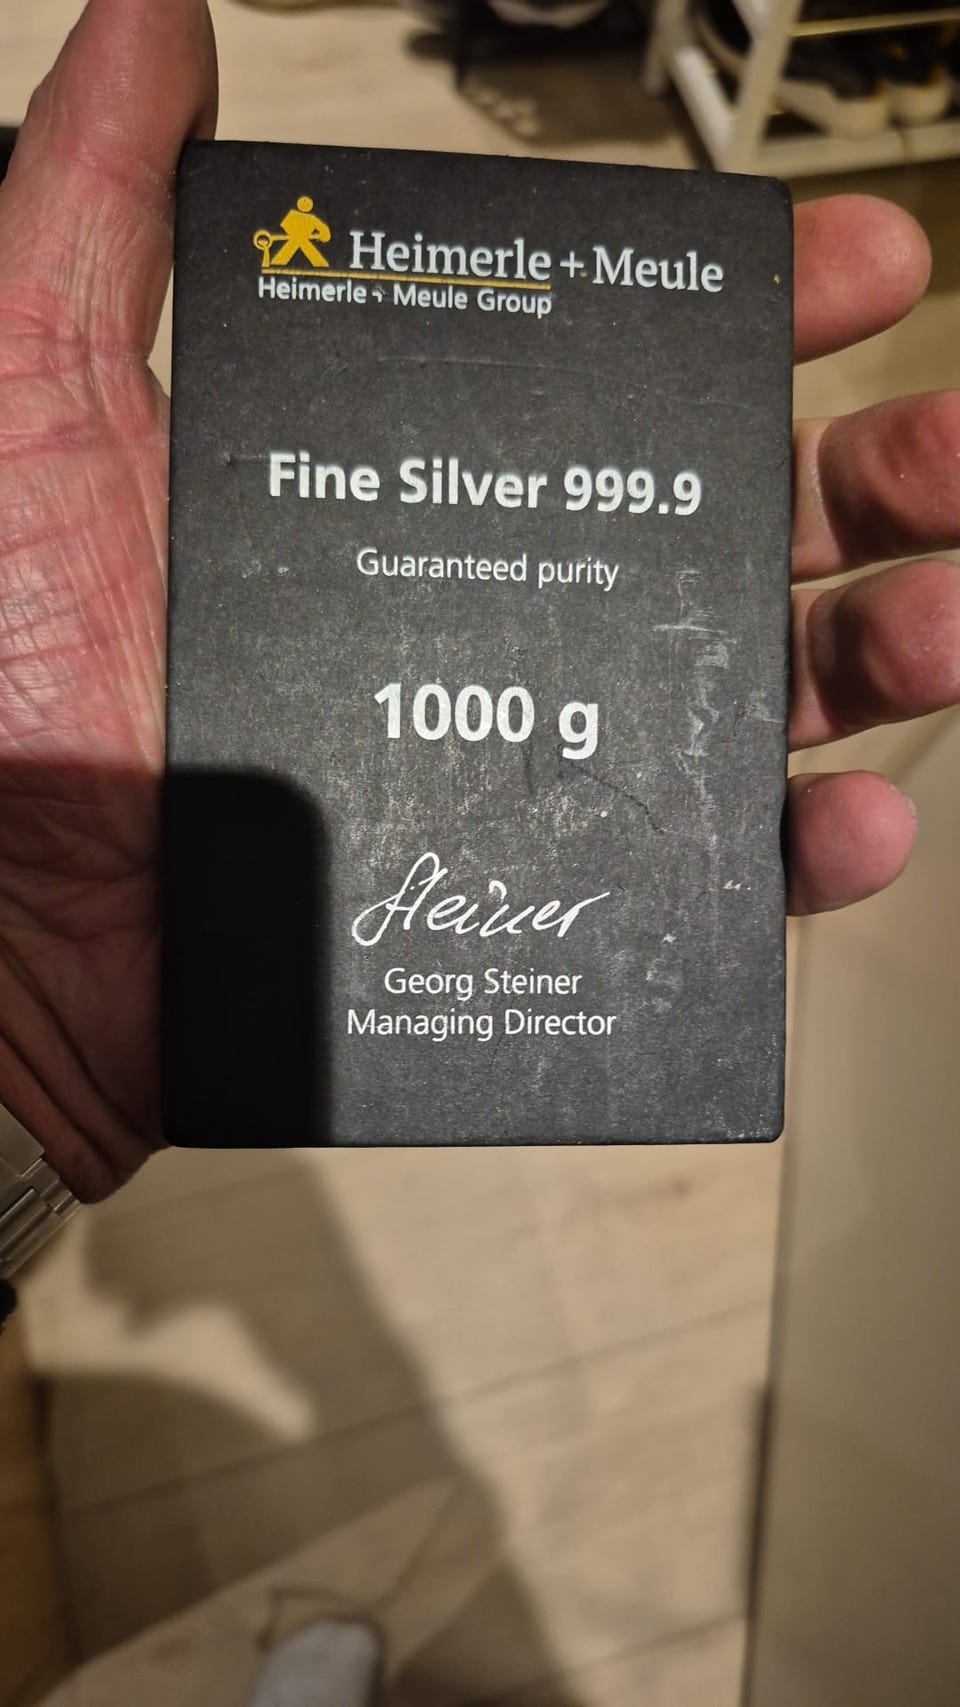 Heimerle + Meule
Heimerle + Meule Group
Fine Silver 999.9
Guaranteed purity
1000 g
Steiner
Georg Steiner
Managing Director